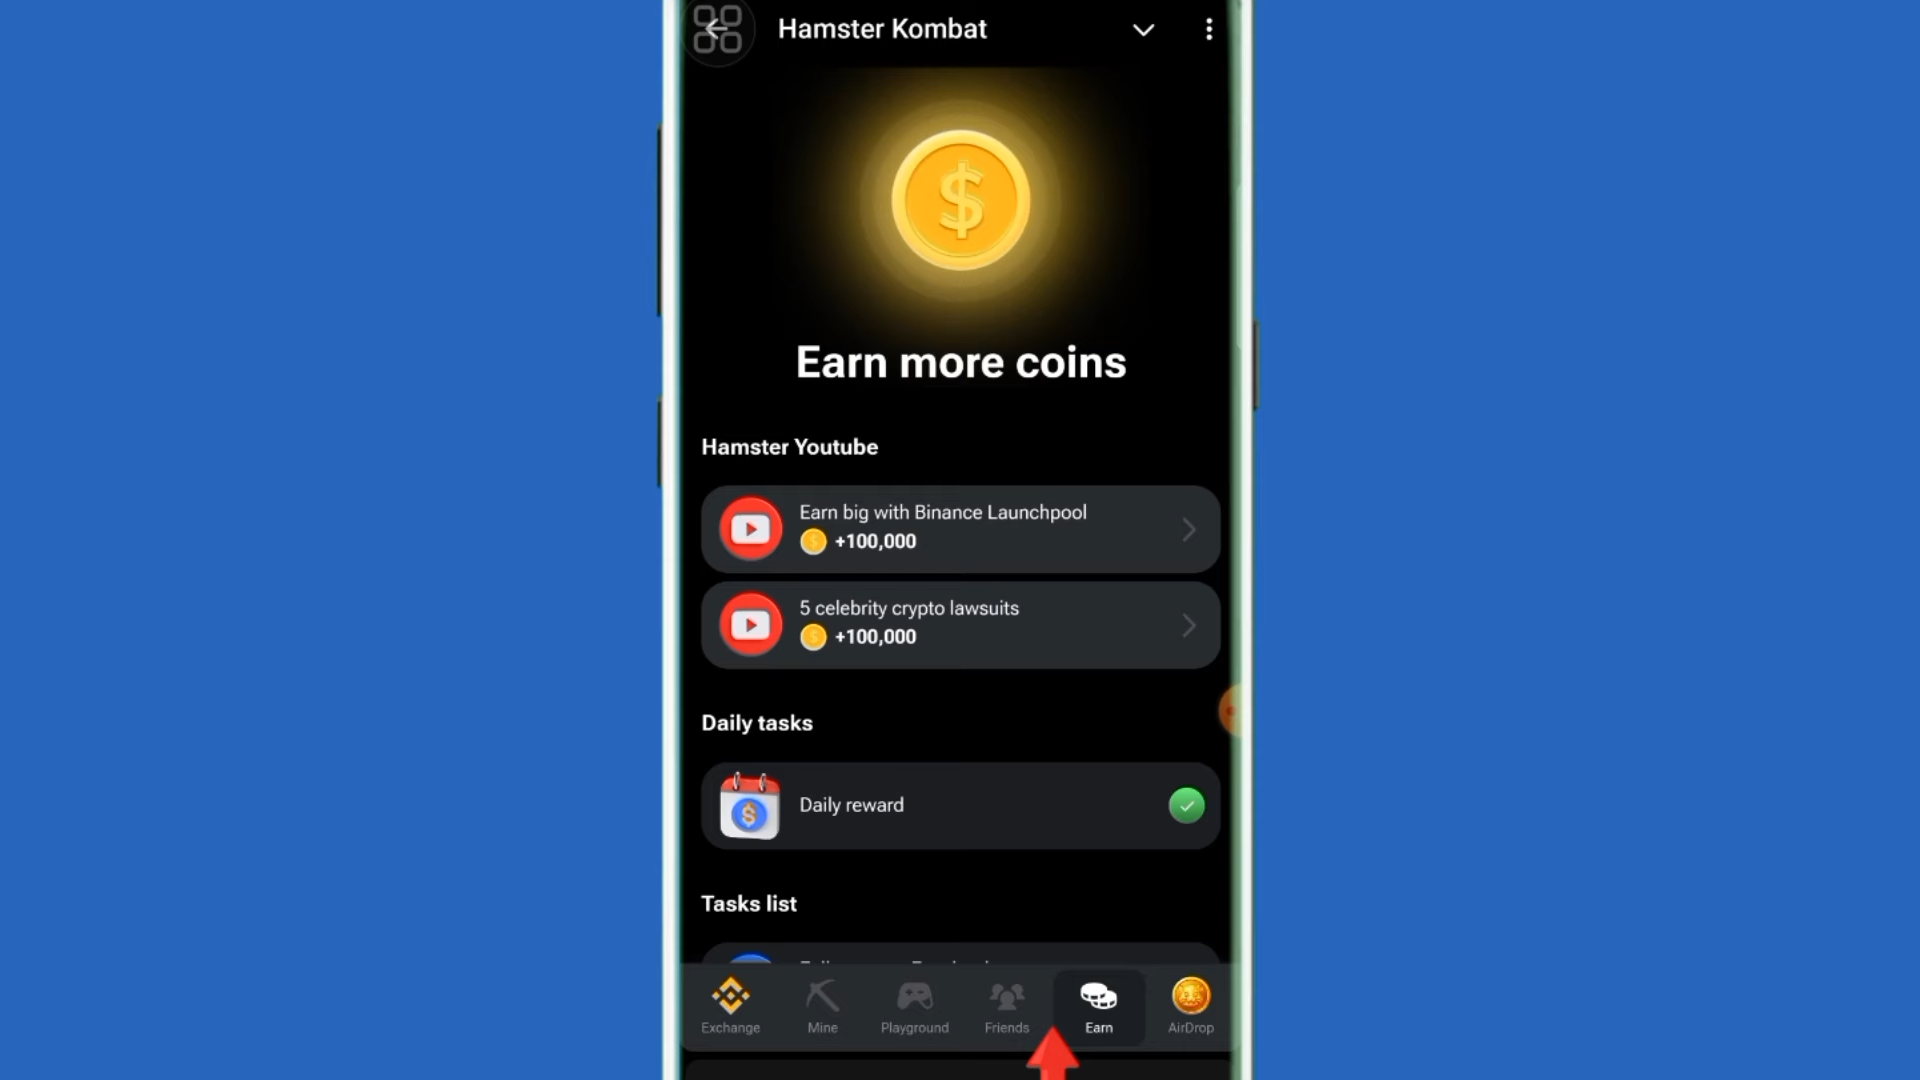 Hamster Kombat
Earn more coins
Hamster Youtube
Earn big with Binance Launchpool
+100,000
5 celebrity crypto lawsuits
+100,000
Daily tasks
Daily reward
Tasks list
Exchange
Mine
Playground
Friends
Earn
AirDrop